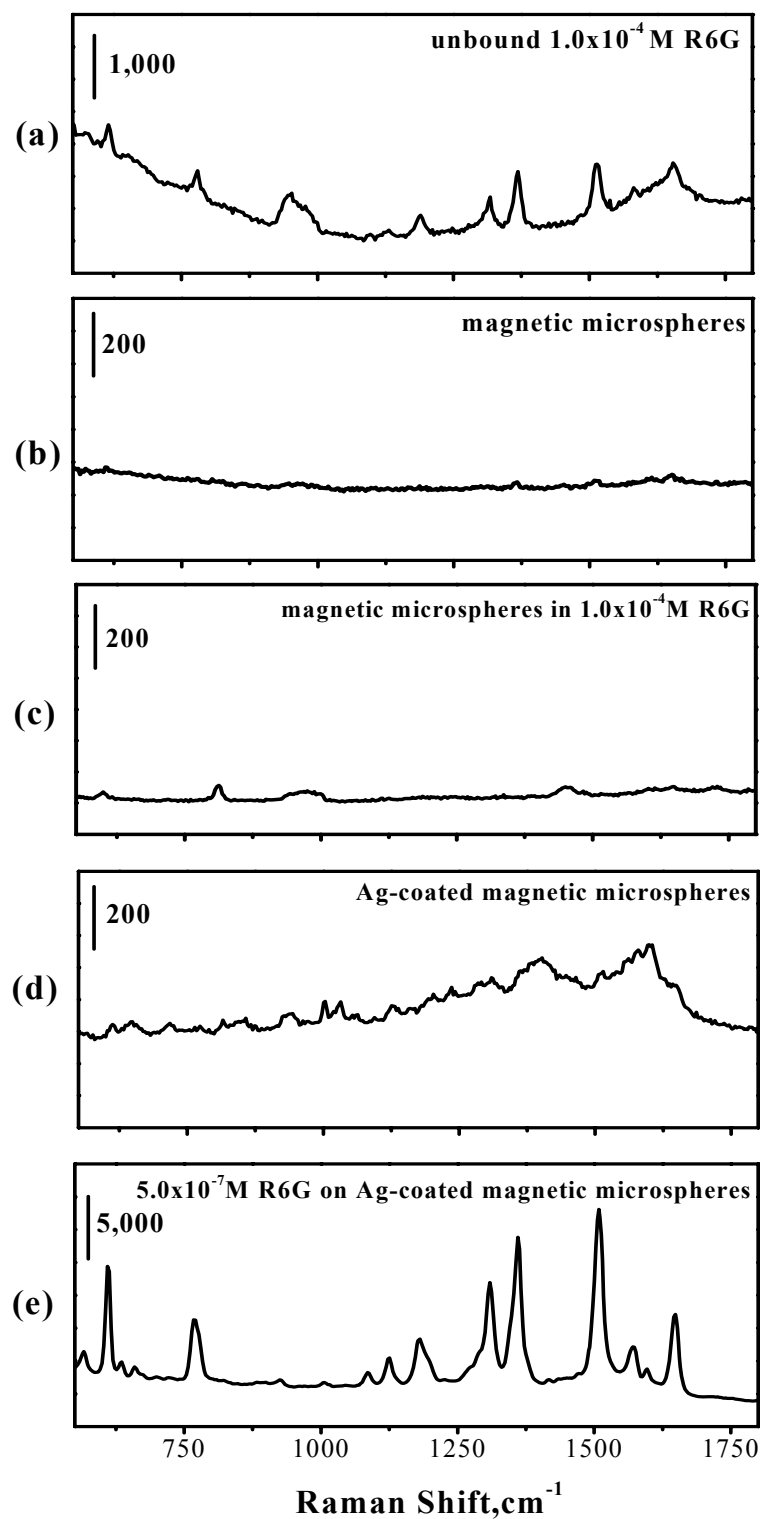 unbound 1.0x10⁻⁴ M R6G
1,000
(a)
magnetic microspheres
200
(b)
magnetic microspheres in 1.0x10⁻⁴M R6G
200
(c)
Ag-coated magnetic microspheres
200
(d)
5.0x10⁻⁷M R6G on Ag-coated magnetic microspheres
5,000
(e)
750 1000 1250 1500 1750
Raman Shift,cm⁻¹